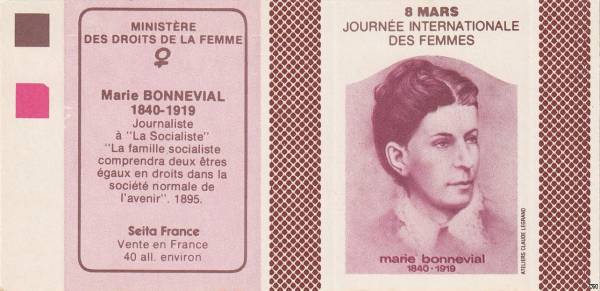 MINISTÈRE
DES DROITS DE LA FEMME
Marie BONNEVIAL
1840-1919
Journaliste
à "La Socialiste"
"La famille socialiste
comprendra deux êtres
égaux en droits dans la
société normale de
l'avenir". 1895.
Seita France
Vente en France
40 all. environ
8 MARS
JOURNÉE INTERNATIONALE
DES FEMMES
marie bonnevial
1840 - 1919
ATELIERS CLAUDE LEGRAND